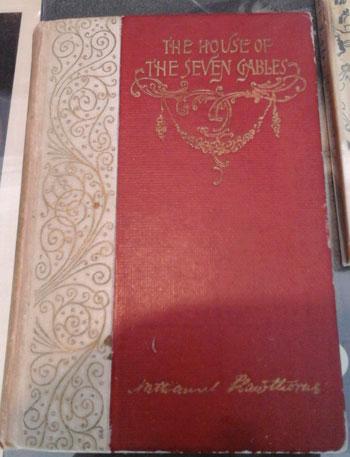 THE HOUSE OF
THE SEVEN GABLES
Nathaniel Hawthorne